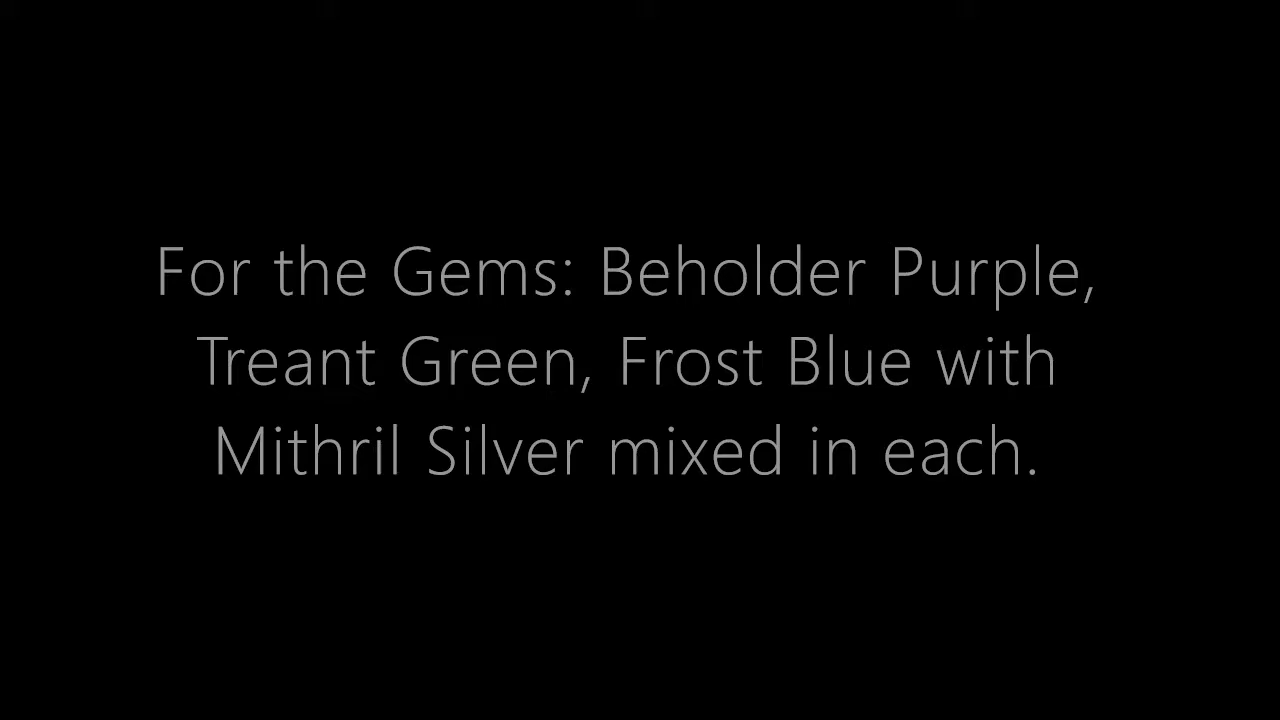 For the Gems: Beholder Purple,
Treant Green, Frost Blue with
Mithril Silver mixed in each.